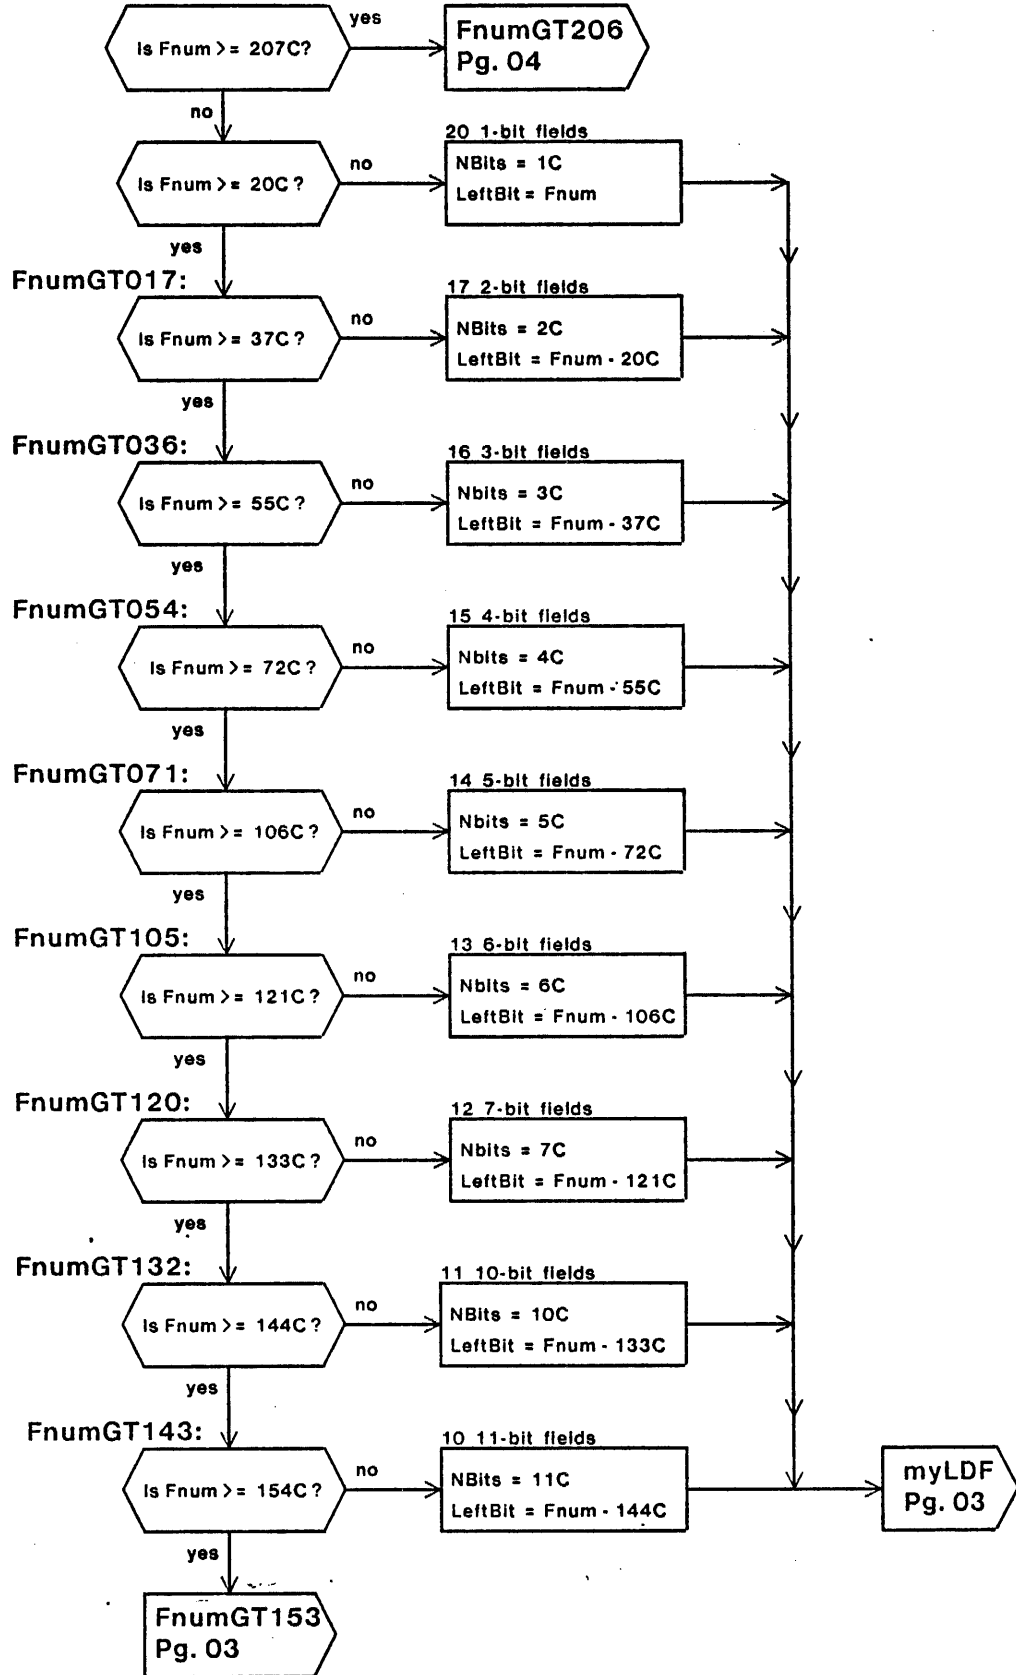 Is Fnum >= 207C?
yes
FnumGT206
Pg. 04
no
Is Fnum >= 20C ?
no
20 1-bit fields
NBits = 1C
LeftBit = Fnum
yes
FnumGT017:
Is Fnum >= 37C ?
no
17 2-bit fields
NBits = 2C
LeftBit = Fnum - 20C
yes
FnumGT036:
Is Fnum >= 55C ?
no
16 3-bit fields
Nbits = 3C
LeftBit = Fnum - 37C
yes
FnumGT054:
Is Fnum >= 72C ?
no
15 4-bit fields
Nbits = 4C
LeftBit = Fnum - 55C
yes
FnumGT071:
Is Fnum >= 106C ?
no
14 5-bit fields
Nbits = 5C
LeftBit = Fnum - 72C
yes
FnumGT105:
Is Fnum >= 121C ?
no
13 6-bit fields
Nbits = 6C
LeftBit = Fnum - 106C
yes
FnumGT120:
Is Fnum >= 133C ?
no
12 7-bit fields
Nbits = 7C
LeftBit = Fnum - 121C
yes
FnumGT132:
Is Fnum >= 144C ?
no
11 10-bit fields
NBits = 10C
LeftBit = Fnum - 133C
yes
FnumGT143:
Is Fnum >= 154C ?
no
10 11-bit fields
NBits = 11C
LeftBit = Fnum - 144C
myLDF
Pg. 03
yes
FnumGT153
Pg. 03